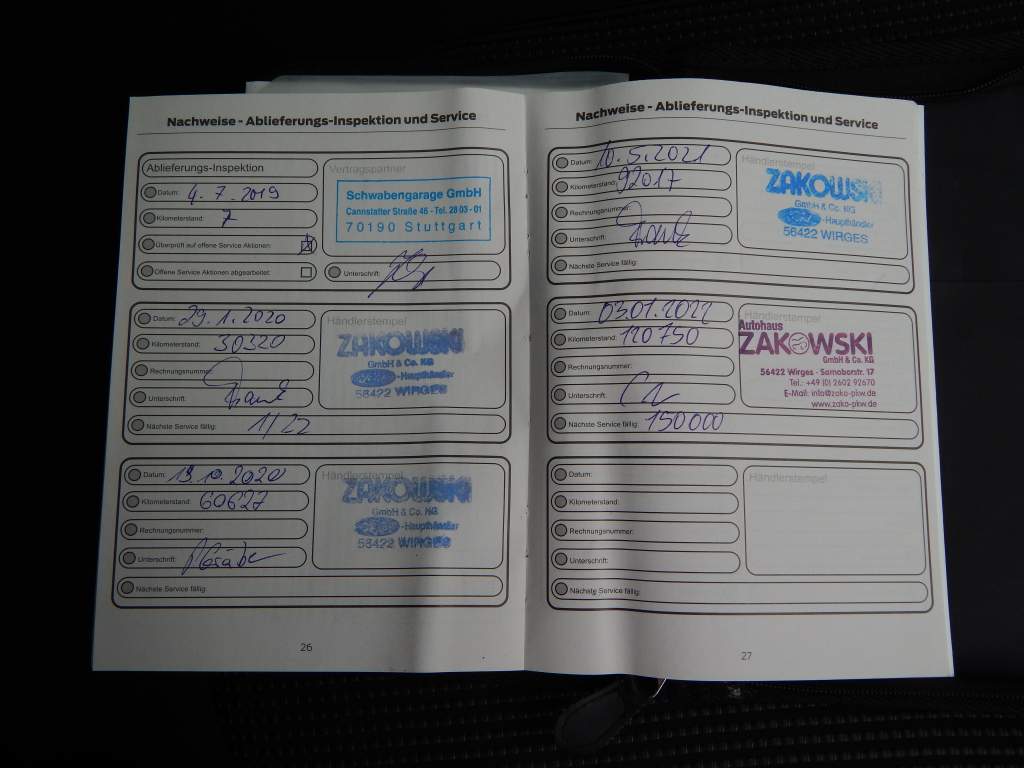 Nachweise - Ablieferungs-Inspektion und Service
Ablieferungs-Inspektion
Datum: 4.7.2019
Kilometerstand: 7
Überprüft auf offene Service Aktionen:
Offene Service Aktionen abgearbeitet:
Vertragspartner
Schwabengarage GmbH
Cannstatter Straße 46 - Tel. 28 03 - 01
70190 Stuttgart
Unterschrift:
Datum: 29.1.2020
Kilometerstand: 30320
Rechnungsnummer:
Unterschrift:
Händlerstempel
ZAKOWSKI
GmbH & Co. KG
-Haupthändler
56422 WIRGES
Nächste Service fällig: 1/22
Datum: 13.10.2020
Kilometerstand: 60627
Rechnungsnummer:
Unterschrift:
Händlerstempel
ZAKOWSKI
GmbH & Co. KG
Ford-Haupthändler
56422 WIRGES
Nächste Service fällig:
26
Nachweise - Ablieferungs-Inspektion und Service
Datum: 10.5.2021
Kilometerstand: 92017
Rechnungsnummer:
Unterschrift:
Händlerstempel
ZAKOWSKI
GmbH & Co. KG
Ford-Haupthändler
56422 WIRGES
Nächste Service fällig:
Datum: 03.01.2022
Kilometerstand: 120750
Rechnungsnummer:
Unterschrift:
Händlerstempel
Autohaus
ZAKOWSKI
GmbH & Co. KG
56422 Wirges - Samoborstr. 17
Tel.: +49 (0) 2602 92670
E-Mail: info@zako-pkw.de
www.zako-pkw.de
Nächste Service fällig: 150000
Datum:
Kilometerstand:
Rechnungsnummer:
Unterschrift:
Händlerstempel
Nächste Service fällig:
27